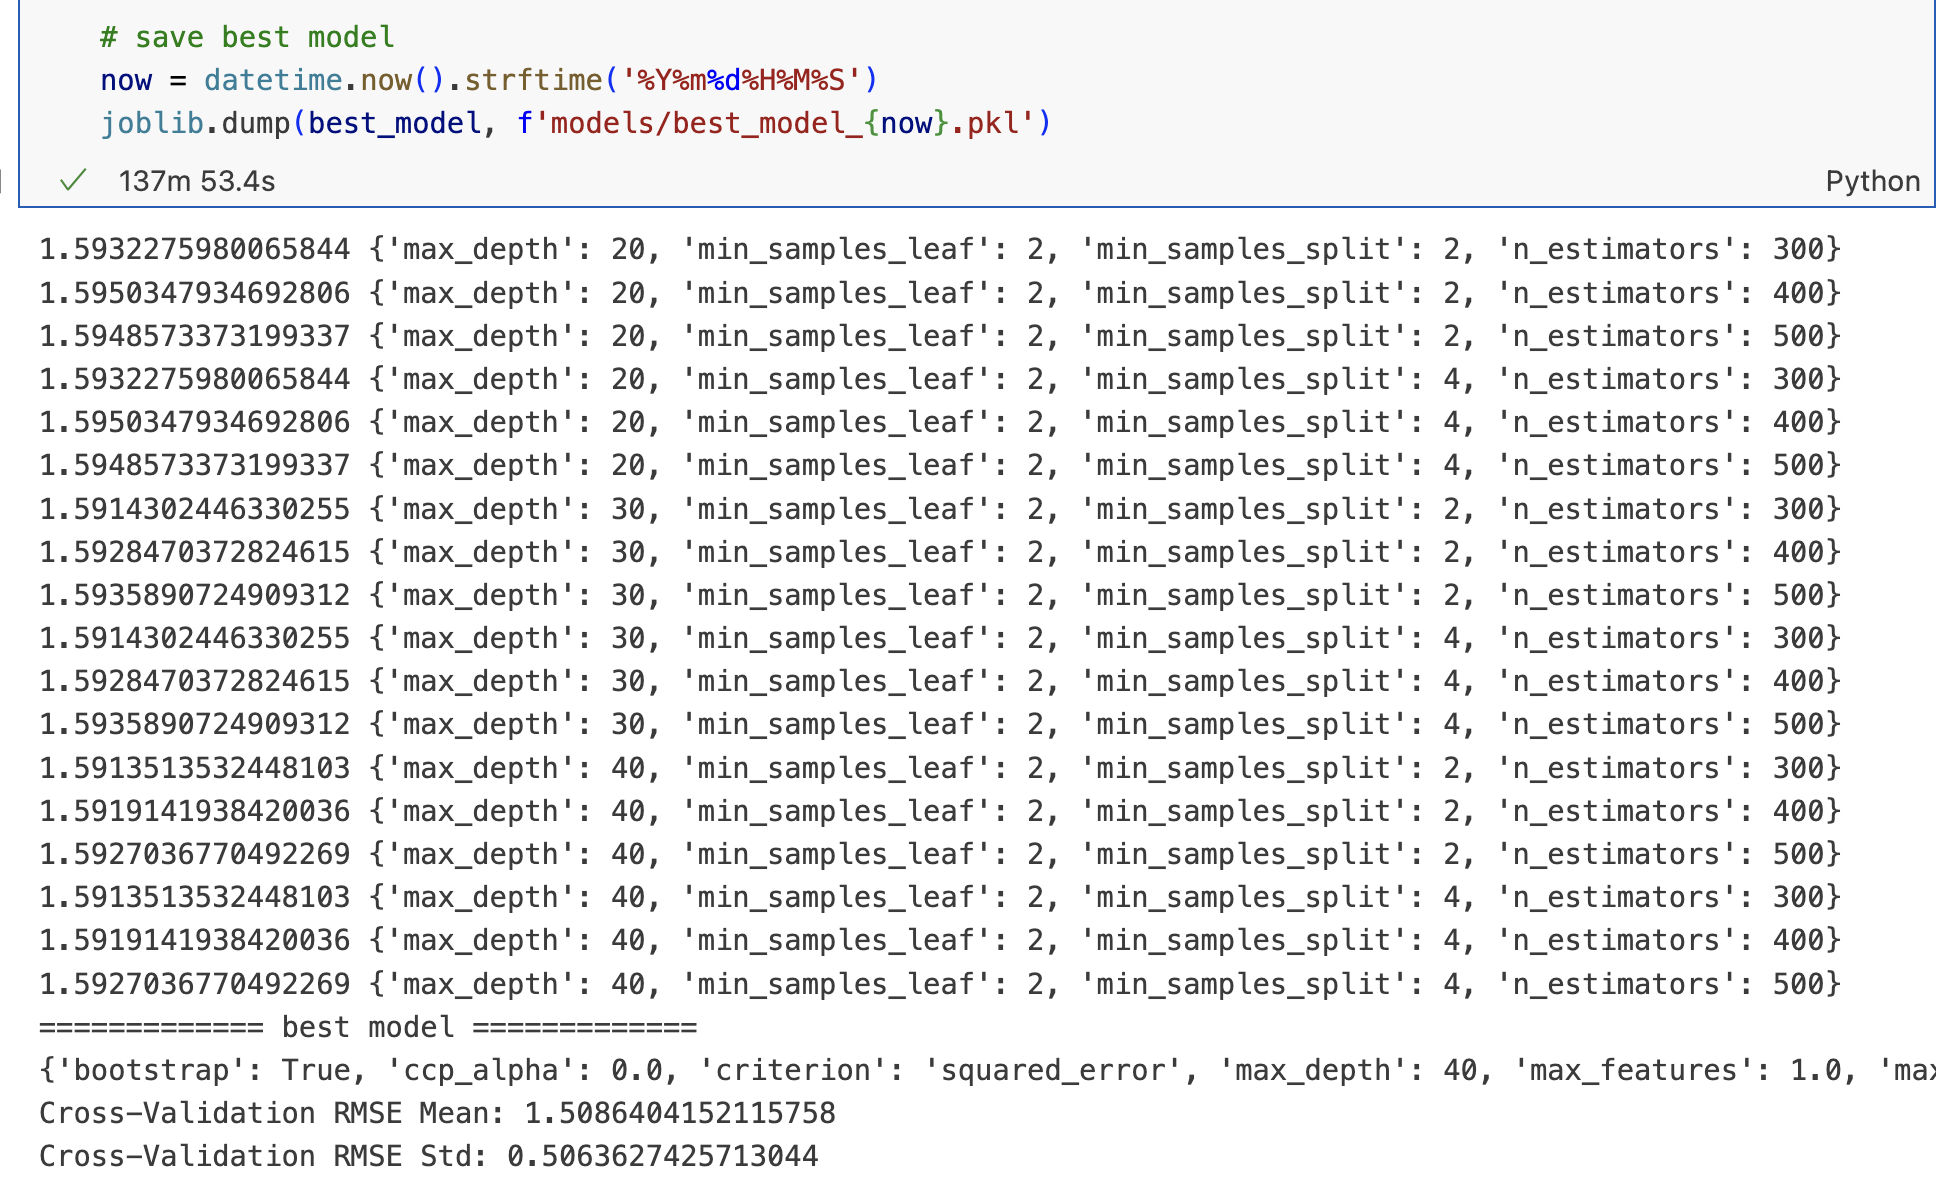 # save best model
now = datetime.now().strftime('%Y%m%d%H%M%S')
joblib.dump(best_model, f'models/best_model_{now}.pkl')
137m 53.4s
Python
1.5932275980065844 {'max_depth': 20, 'min_samples_leaf': 2, 'min_samples_split': 2, 'n_estimators': 300}
1.5950347934692806 {'max_depth': 20, 'min_samples_leaf': 2, 'min_samples_split': 2, 'n_estimators': 400}
1.5948573373199337 {'max_depth': 20, 'min_samples_leaf': 2, 'min_samples_split': 2, 'n_estimators': 500}
1.5932275980065844 {'max_depth': 20, 'min_samples_leaf': 2, 'min_samples_split': 4, 'n_estimators': 300}
1.5950347934692806 {'max_depth': 20, 'min_samples_leaf': 2, 'min_samples_split': 4, 'n_estimators': 400}
1.5948573373199337 {'max_depth': 20, 'min_samples_leaf': 2, 'min_samples_split': 4, 'n_estimators': 500}
1.5914302446330255 {'max_depth': 30, 'min_samples_leaf': 2, 'min_samples_split': 2, 'n_estimators': 300}
1.5928470372824615 {'max_depth': 30, 'min_samples_leaf': 2, 'min_samples_split': 2, 'n_estimators': 400}
1.5935890724909312 {'max_depth': 30, 'min_samples_leaf': 2, 'min_samples_split': 2, 'n_estimators': 500}
1.5914302446330255 {'max_depth': 30, 'min_samples_leaf': 2, 'min_samples_split': 4, 'n_estimators': 300}
1.5928470372824615 {'max_depth': 30, 'min_samples_leaf': 2, 'min_samples_split': 4, 'n_estimators': 400}
1.5935890724909312 {'max_depth': 30, 'min_samples_leaf': 2, 'min_samples_split': 4, 'n_estimators': 500}
1.5913513532448103 {'max_depth': 40, 'min_samples_leaf': 2, 'min_samples_split': 2, 'n_estimators': 300}
1.5919141938420036 {'max_depth': 40, 'min_samples_leaf': 2, 'min_samples_split': 2, 'n_estimators': 400}
1.5927036770492269 {'max_depth': 40, 'min_samples_leaf': 2, 'min_samples_split': 2, 'n_estimators': 500}
1.5913513532448103 {'max_depth': 40, 'min_samples_leaf': 2, 'min_samples_split': 4, 'n_estimators': 300}
1.5919141938420036 {'max_depth': 40, 'min_samples_leaf': 2, 'min_samples_split': 4, 'n_estimators': 400}
1.5927036770492269 {'max_depth': 40, 'min_samples_leaf': 2, 'min_samples_split': 4, 'n_estimators': 500}
============= best model =============
{'bootstrap': True, 'ccp_alpha': 0.0, 'criterion': 'squared_error', 'max_depth': 40, 'max_features': 1.0, 'max
Cross-Validation RMSE Mean: 1.5086404152115758
Cross-Validation RMSE Std: 0.5063627425713044